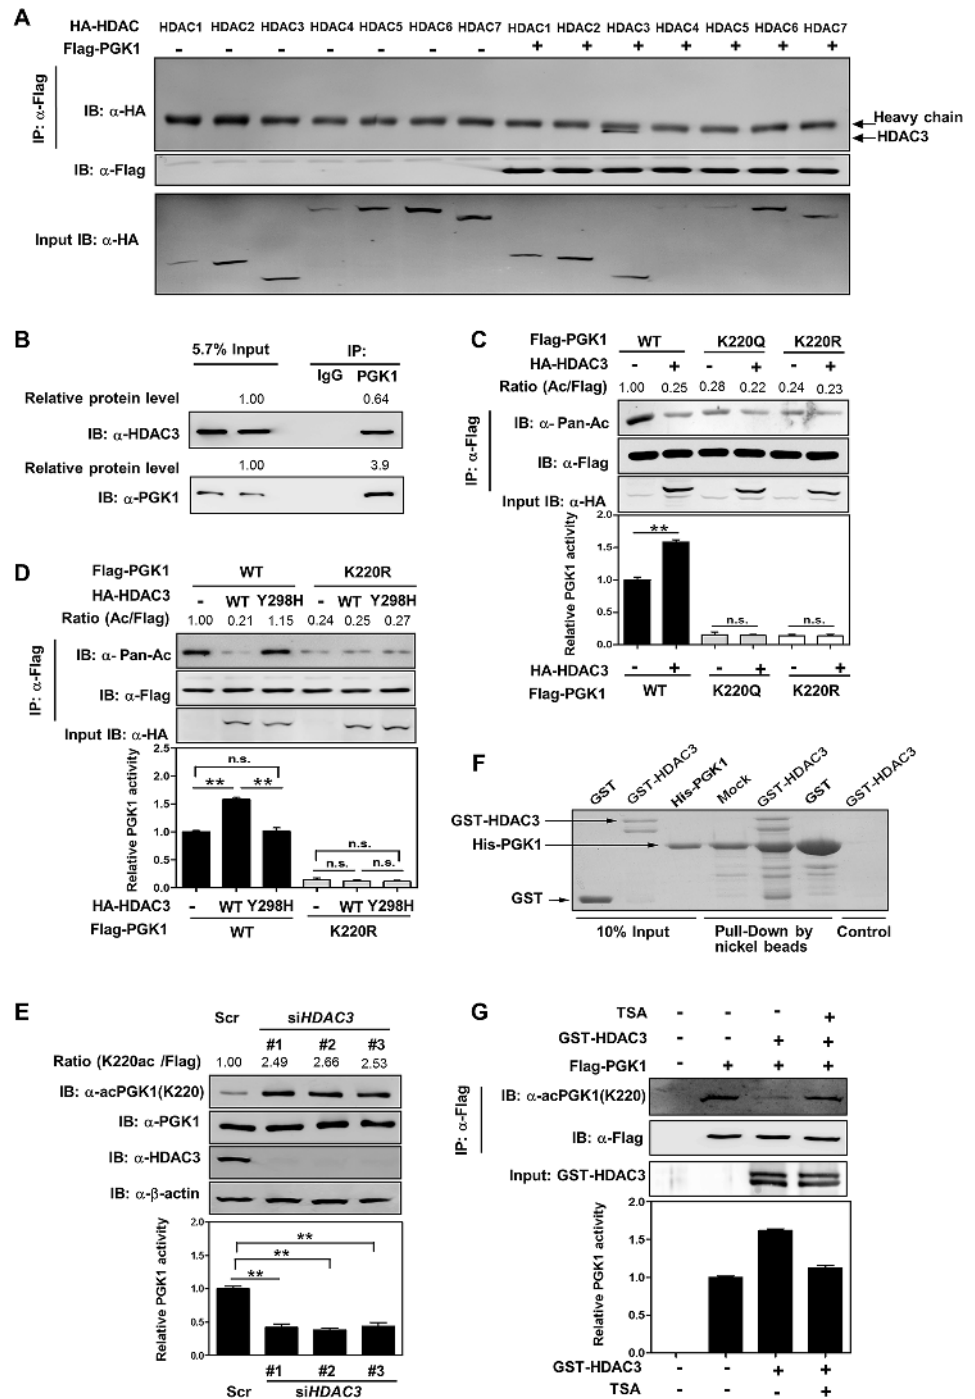 A
HA-HDAC HDAC1 HDAC2 HDAC3 HDAC4 HDAC5 HDAC6 HDAC7 HDAC1 HDAC2 HDAC3 HDAC4 HDAC5 HDAC6 HDAC7
Flag-PGK1 - - - - - - - + + + + + + +
IP: α-Flag
IB: α-HA
Heavy chain
HDAC3
IB: α-Flag
Input IB: α-HA
B
5.7% Input IP:
IgG PGK1
Relative protein level 1.00 0.64
IB: α-HDAC3
Relative protein level 1.00 3.9
IB: α-PGK1
C
Flag-PGK1 WT K220Q K220R
HA-HDAC3 - + - + - +
Ratio (Ac/Flag) 1.00 0.25 0.28 0.22 0.24 0.23
IP: α-Flag
IB: α- Pan-Ac
IB: α-Flag
Input IB: α-HA
Relative PGK1 activity
2.0
1.5
1.0
0.5
0.0
** n.s. n.s.
HA-HDAC3 - + - + - +
Flag-PGK1 WT K220Q K220R
D
Flag-PGK1 WT K220R
HA-HDAC3 - WT Y298H - WT Y298H
Ratio (Ac/Flag) 1.00 0.21 1.15 0.24 0.25 0.27
IP: α-Flag
IB: α- Pan-Ac
IB: α-Flag
Input IB: α-HA
Relative PGK1 activity
2.5
2.0
1.5
1.0
0.5
0.0
n.s.
** **
n.s.
n.s. n.s.
HA-HDAC3 - WT Y298H - WT Y298H
Flag-PGK1 WT K220R
F
GST GST-HDAC3 His-PGK1 Mock GST-HDAC3 GST GST-HDAC3
GST-HDAC3
His-PGK1
GST
10% Input Pull-Down by nickel beads Control
E
Scr siHDAC3
#1 #2 #3
Ratio (K220ac /Flag) 1.00 2.49 2.66 2.53
IB: α-acPGK1(K220)
IB: α-PGK1
IB: α-HDAC3
IB: α-β-actin
Relative PGK1 activity
2.0
1.5
1.0
0.5
0.0
**
**
**
#1 #2 #3
Scr siHDAC3
G
TSA - - - +
GST-HDAC3 - - + +
Flag-PGK1 - + + +
IP: α-Flag
IB: α-acPGK1(K220)
IB: α-Flag
Input: GST-HDAC3
Relative PGK1 activity
2.0
1.5
1.0
0.5
0.0
GST-HDAC3 - - + +
TSA - - - +